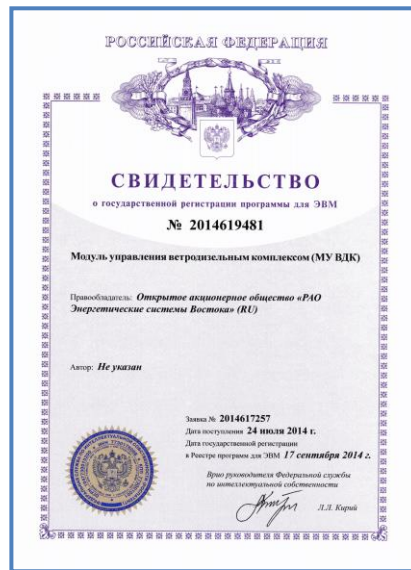 РОССИЙСКАЯ ФЕДЕРАЦИЯ
СВИДЕТЕЛЬСТВО
о государственной регистрации программы для ЭВМ
№ 2014619481
Модуль управления ветродизельным комплексом (МУ ВДК)
Правообладатель: Открытое акционерное общество «РАО
Энергетические системы Востока» (RU)
Автор: Не указан
Заявка № 2014617257
Дата поступления 24 июля 2014 г.
Дата государственной регистрации
в Реестре программ для ЭВМ 17 сентября 2014 г.
Врио руководителя Федеральной службы
по интеллектуальной собственности
Л.Л. Кирий